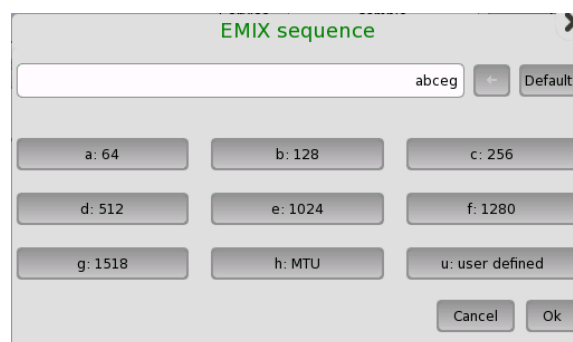 EMIX sequence
abceg
Default
a: 64
b: 128
c: 256
d: 512
e: 1024
f: 1280
g: 1518
h: MTU
u: user defined
Cancel
Ok